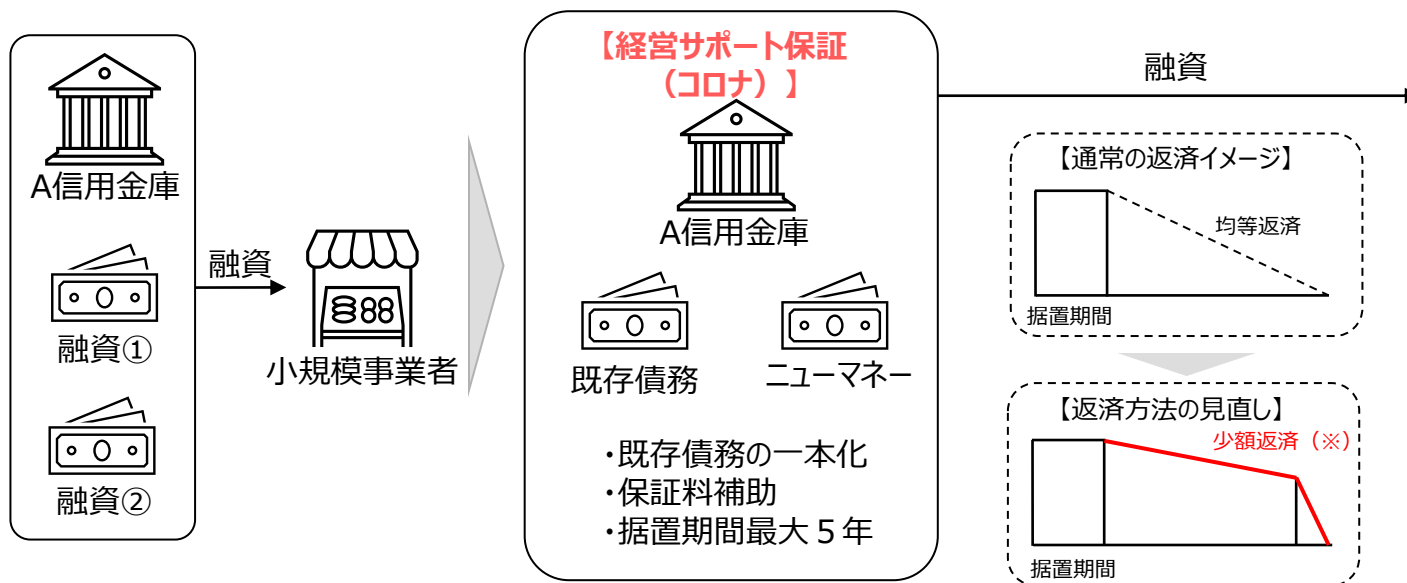 A信用金庫
融資①
融資②
融資
小規模事業者
【経営サポート保証
（コロナ）】
A信用金庫
既存債務
ニューマネー
・既存債務の一本化
・保証料補助
・据置期間最大５年
融資
【通常の返済イメージ】
均等返済
据置期間
【返済方法の見直し】
少額返済（※）
据置期間